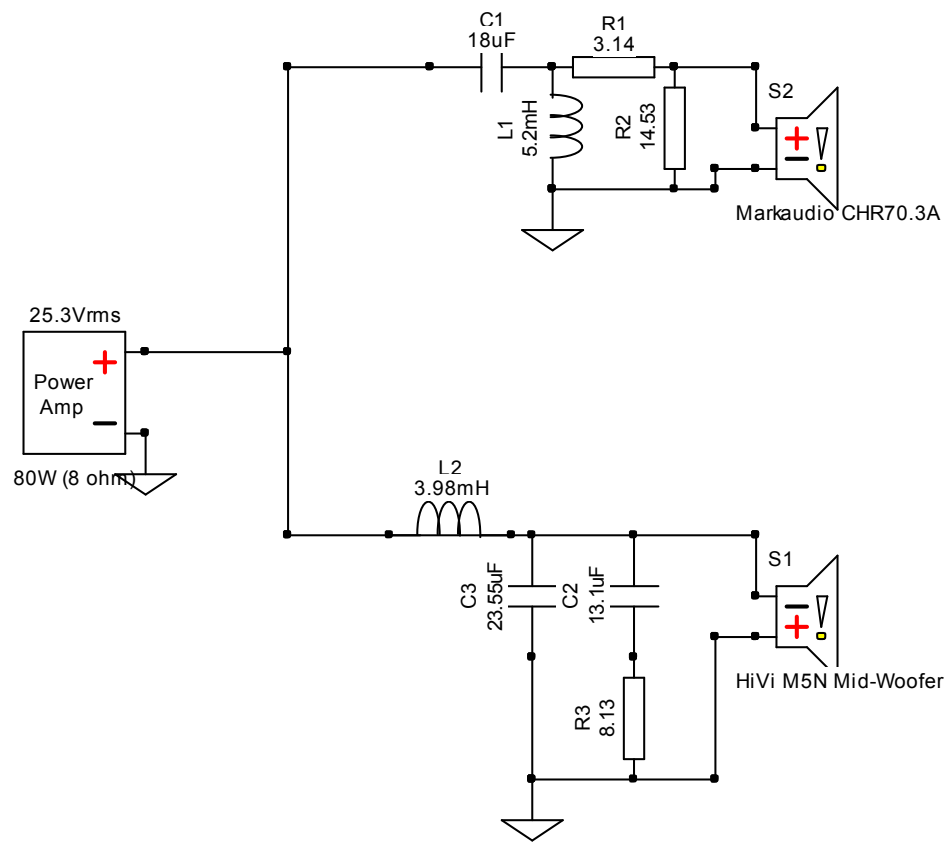 C1
18uF
R1
3.14
L1
5.2mH
R2
14.53
S2
Markaudio CHR70.3A
25.3Vrms
Power
Amp
80W (8 ohm)
L2
3.98mH
C3
23.55uF
C2
13.1uF
R3
8.13
S1
HiVi M5N Mid-Woofer